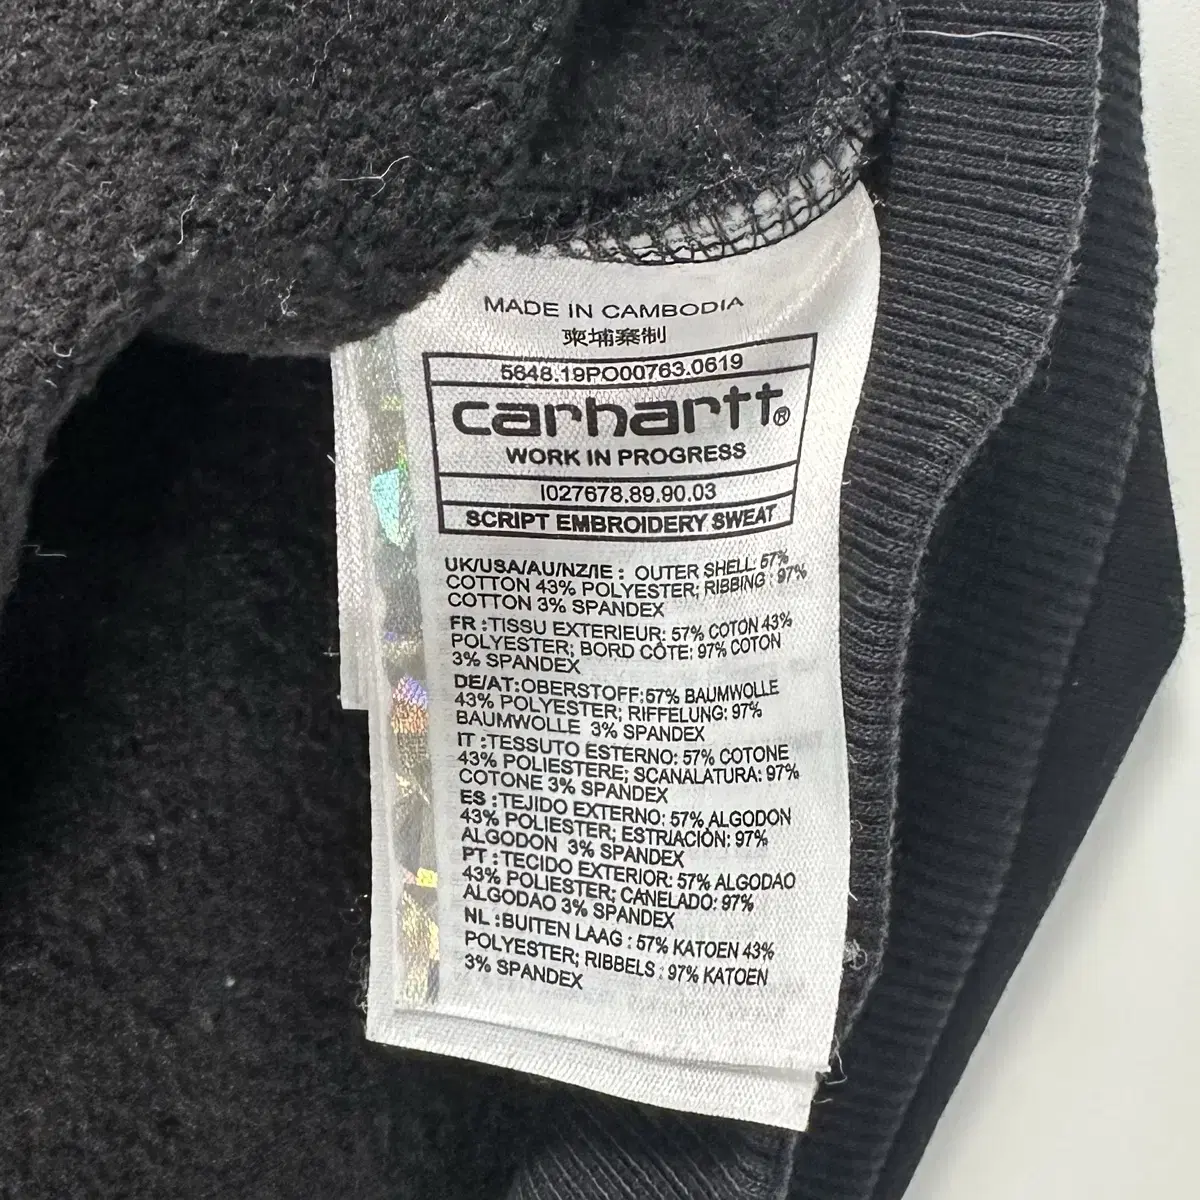 MADE IN CAMBODIA
柬埔寨制
5648.19PO00763.0619
carhartt®
WORK IN PROGRESS
I027678.89.90.03
SCRIPT EMBROIDERY SWEAT
UK/USA/AU/NZ/IE : OUTER SHELL: 57%
COTTON 43% POLYESTER; RIBBING : 97%
COTTON 3% SPANDEX
FR :TISSU EXTERIEUR: 57% COTON 43%
POLYESTER; BORD CÔTE: 97% COTON
3% SPANDEX
DE/AT:OBERSTOFF:57% BAUMWOLLE
43% POLYESTER; RIFFELUNG: 97%
BAUMWOLLE 3% SPANDEX
IT :TESSUTO ESTERNO: 57% COTONE
43% POLIESTERE; SCANALATURA: 97%
COTONE 3% SPANDEX
ES :TEJIDO EXTERNO: 57% ALGODON
43% POLIESTER; ESTRIACIÓN: 97%
ALGODON 3% SPANDEX
PT :TECIDO EXTERIOR: 57% ALGODAO
43% POLIESTER; CANELADO: 97%
ALGODAO 3% SPANDEX
NL :BUITEN LAAG : 57% KATOEN 43%
POLYESTER; RIBBELS : 97% KATOEN
3% SPANDEX